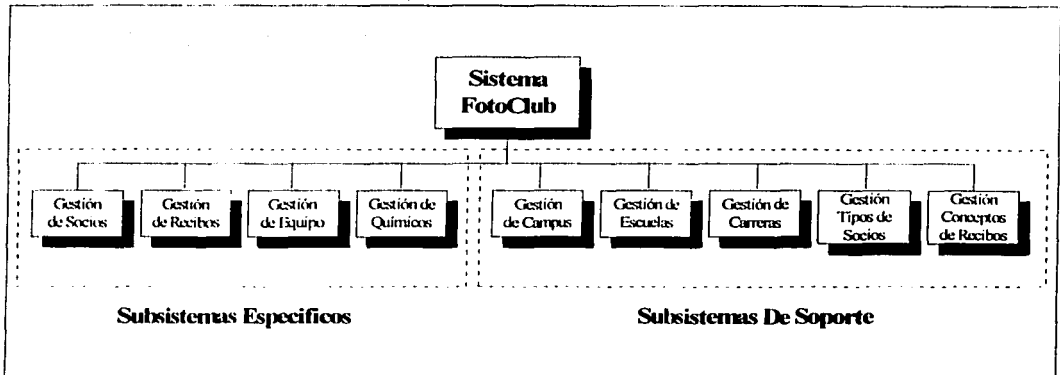 Sistema
FotoClub
Gestión
de Socios
Gestión
de Recibos
Gestión
de Equipo
Gestión de
Químicos
Gestión
de Campus
Gestión de
Escuelas
Gestión de
Carreras
Gestión
Tipos de
Socios
Gestión
Conceptos
de Recibos
Subsistemas Especificos
Subsistemas De Soporte